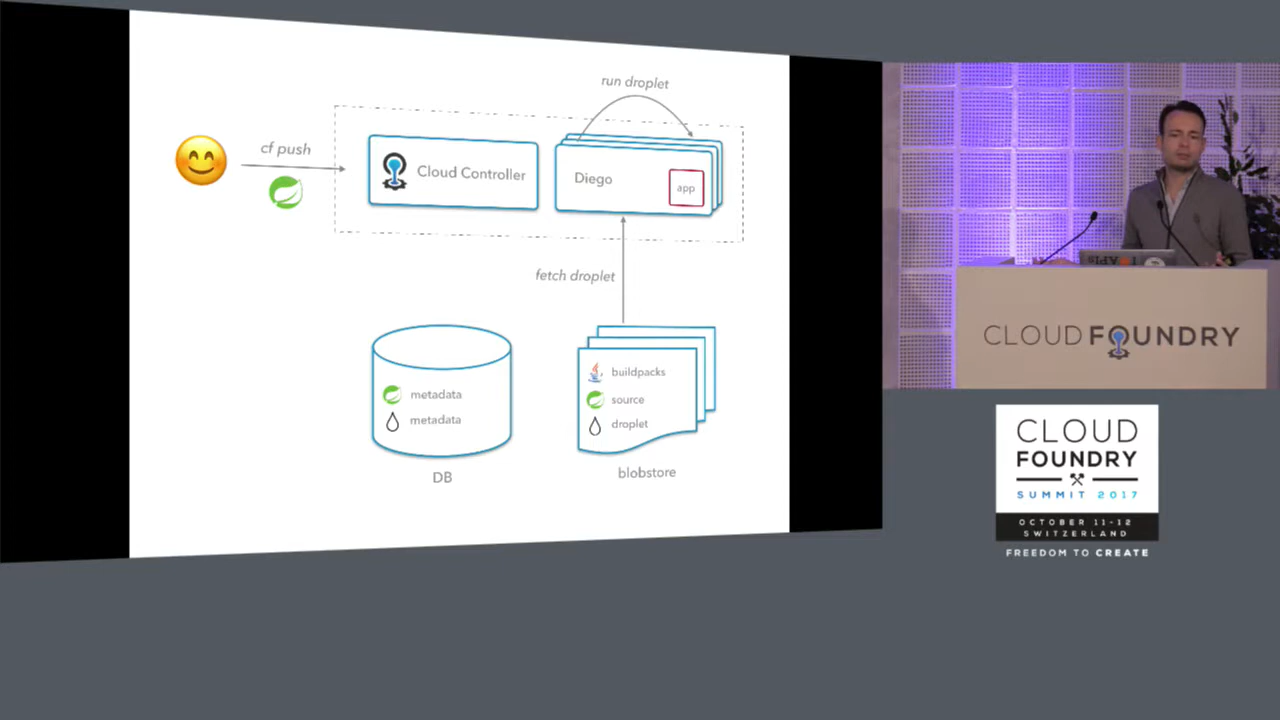 run droplet
cf push
Cloud Controller
Diego
app
fetch droplet
metadata
metadata
DB
buildpacks
source
droplet
blobstore
APIs
CLOUD FOUNDRY
CLOUD
FOUNDRY
SUMMIT 2017
OCTOBER 11-12
SWITZERLAND
FREEDOM TO CREATE